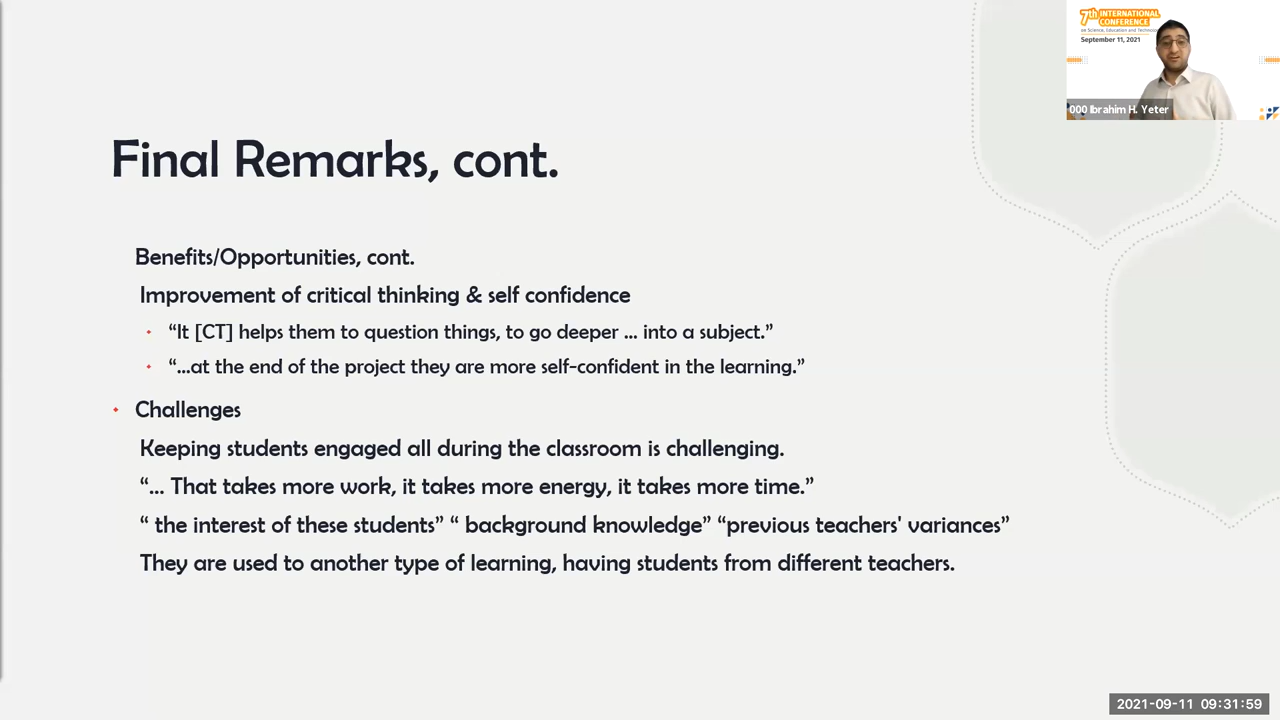 7th INTERNATIONAL
CONFERENCE
on Science, Education and Technology
September 11, 2021
000 Ibrahim H. Yeter
Final Remarks, cont.
Benefits/Opportunities, cont.
Improvement of critical thinking & self confidence
“It [CT] helps them to question things, to go deeper ... into a subject.”
“...at the end of the project they are more self-confident in the learning.”
Challenges
Keeping students engaged all during the classroom is challenging.
“... That takes more work, it takes more energy, it takes more time.”
“ the interest of these students” “ background knowledge” “previous teachers' variances”
They are used to another type of learning, having students from different teachers.
2021-09-11 09:31:59